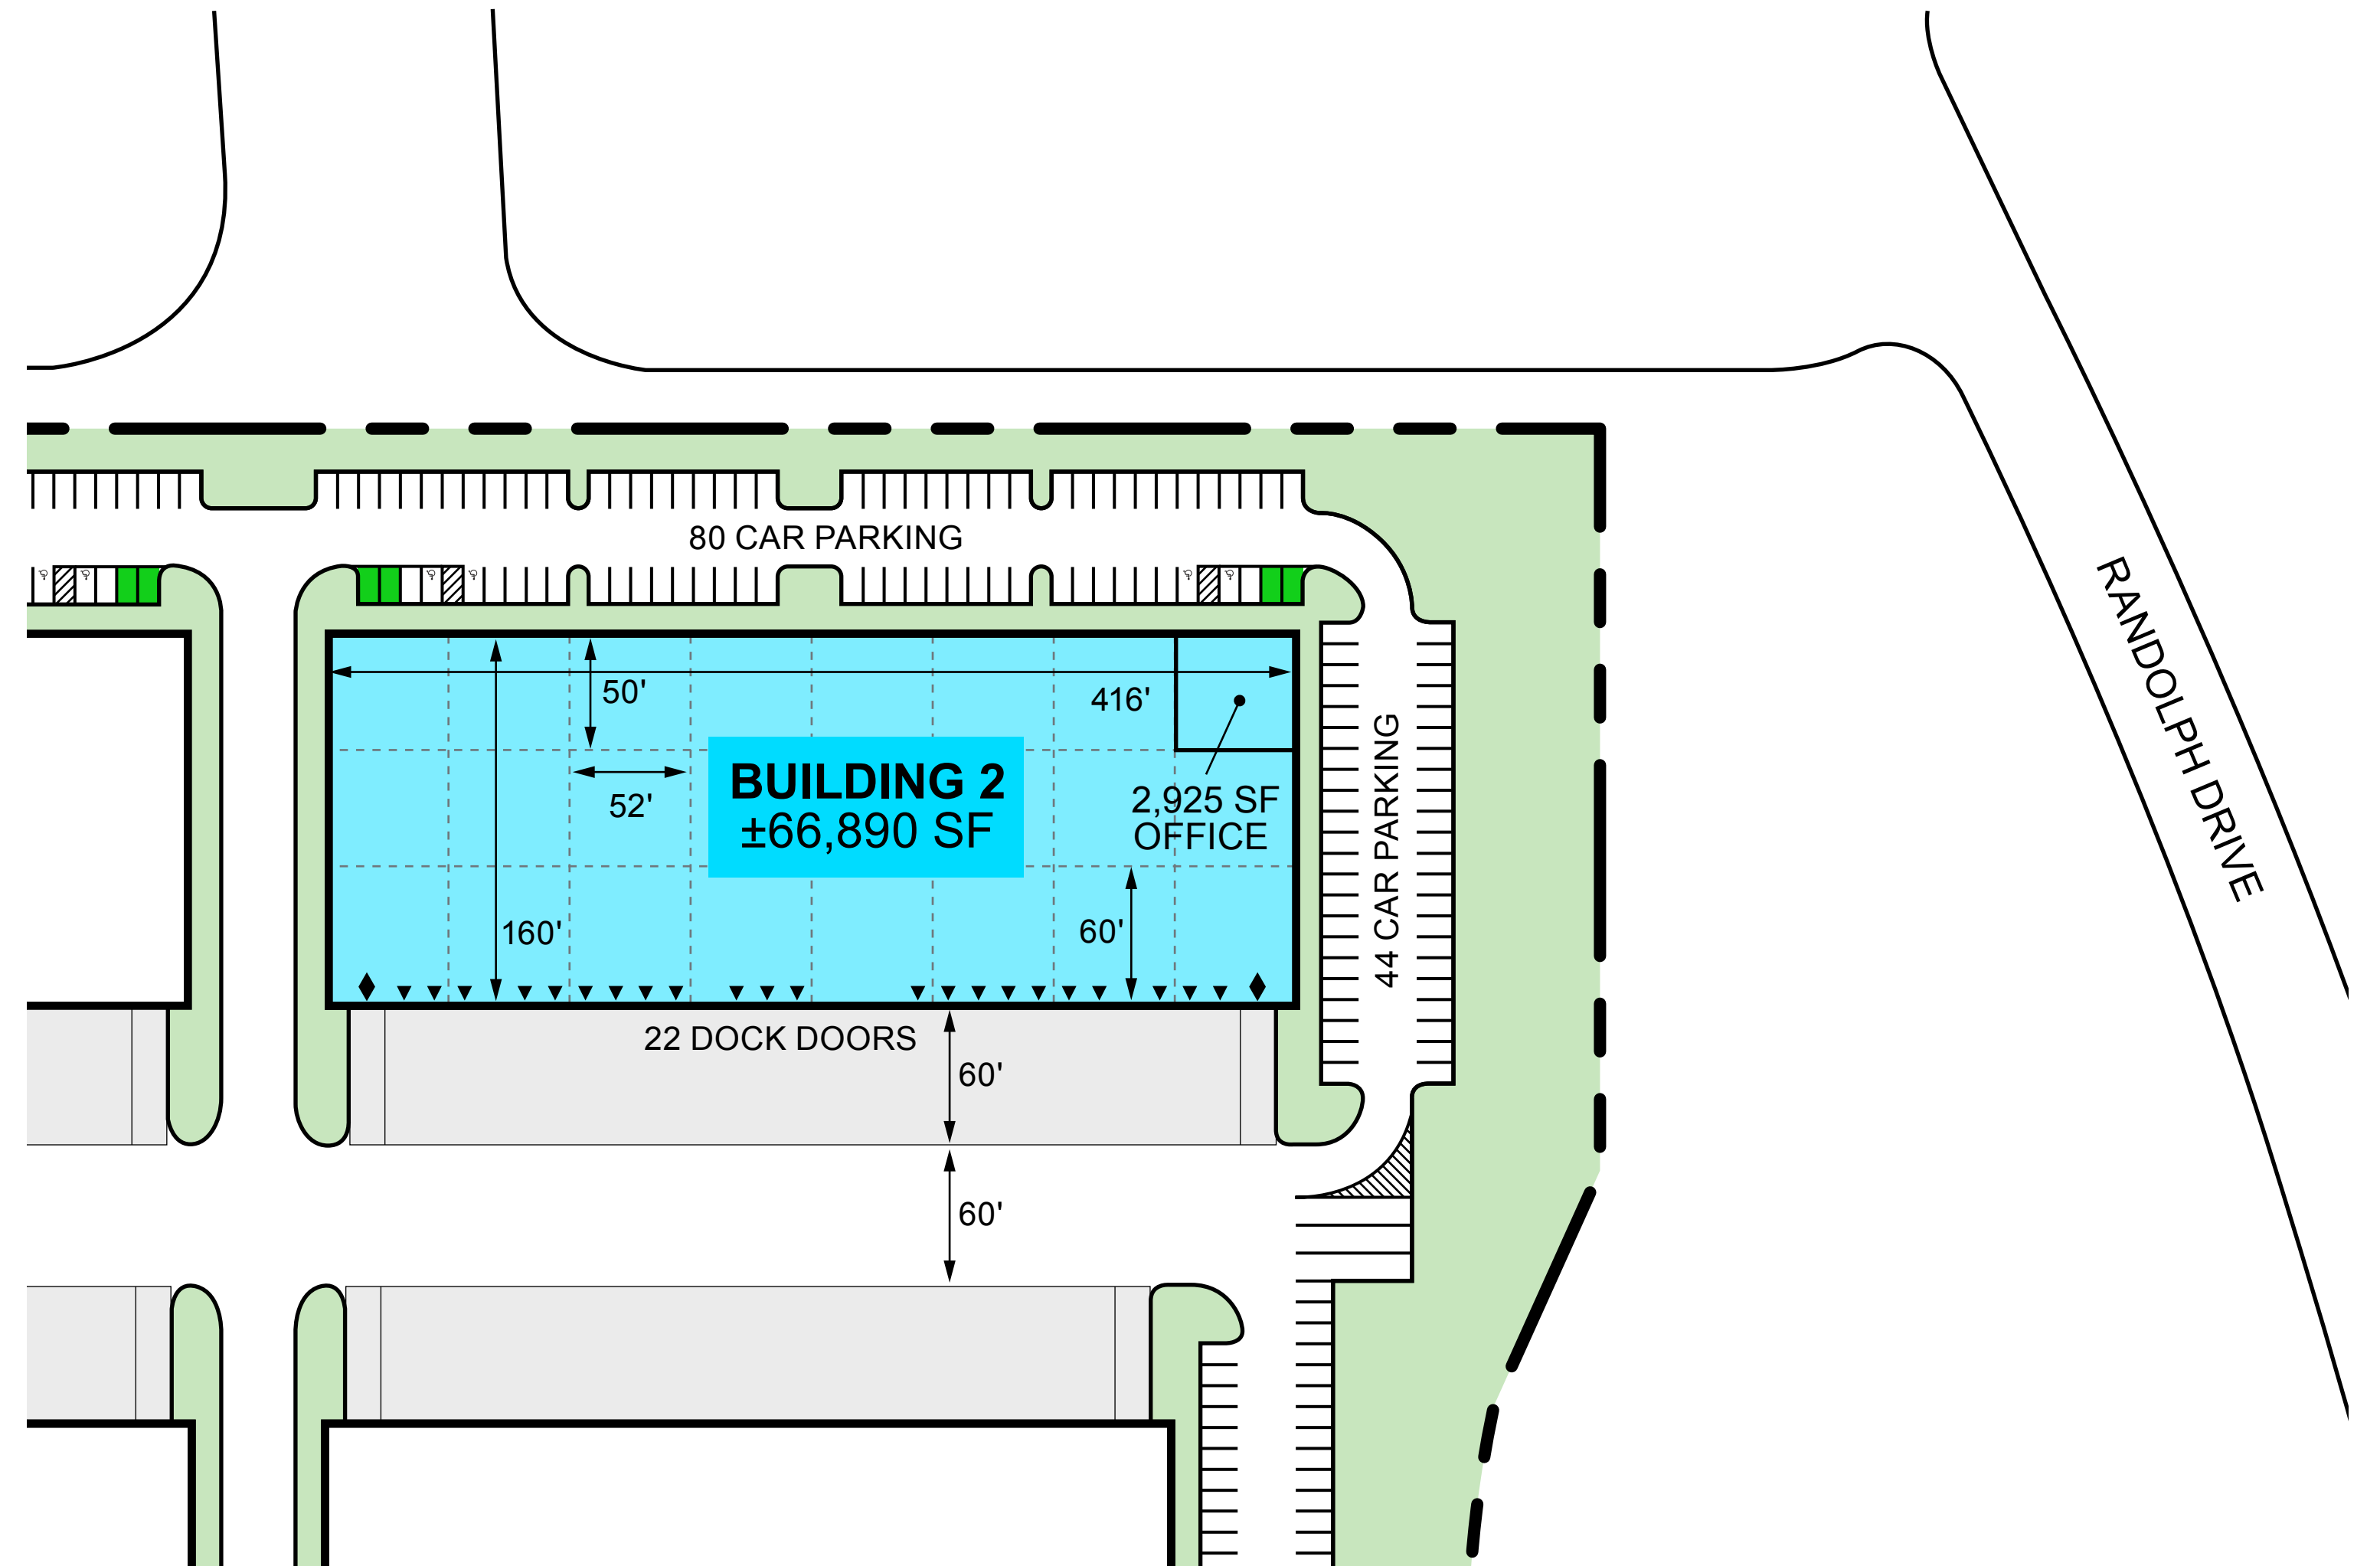 80 CAR PARKING
50'
416'
52'
BUILDING 2
±66,890 SF
2,925 SF
OFFICE
160'
60'
44 CAR PARKING
RANDOLPH DRIVE
22 DOCK DOORS
60'
60'